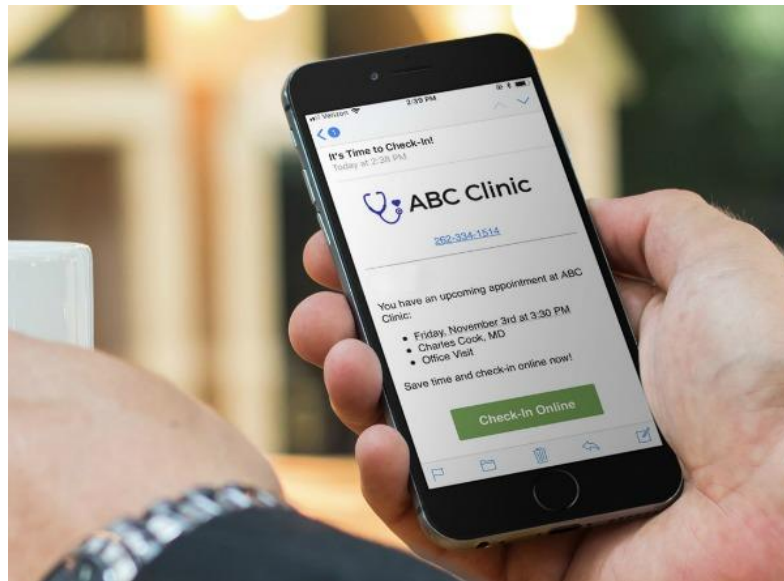 Verizon 2:39 PM
1
It's Time to Check-In!
Today at 2:38 PM
ABC Clinic
262-334-1514
You have an upcoming appointment at ABC
Clinic:
• Friday, November 3rd at 3:30 PM
• Charles Cook, MD
• Office Visit
Save time and check-in online now!
Check-In Online